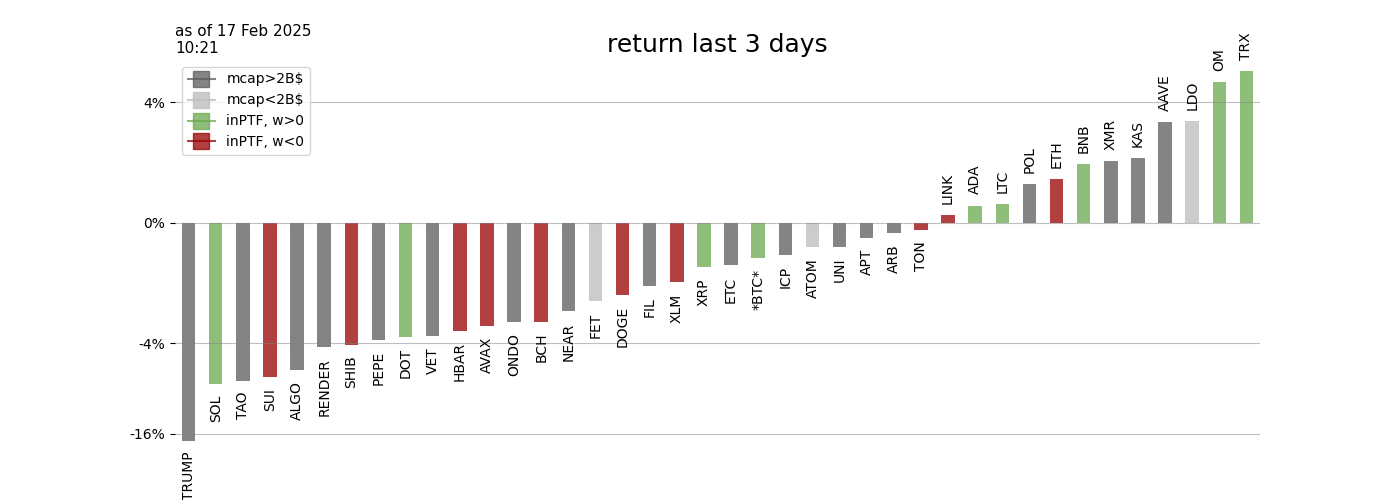 as of 17 Feb 2025
10:21
return last 3 days
mcap>2B$
mcap<2B$
inPTF, w>0
inPTF, w<0
4%
0%
-4%
-16%
TRUMP
SOL
TAO
SUI
ALGO
RENDER
SHIB
PEPE
DOT
VET
HBAR
AVAX
ONDO
BCH
NEAR
FET
DOGE
FIL
XLM
XRP
ETC
*BTC*
ICP
ATOM
UNI
APT
ARB
TON
LINK
ADA
LTC
POL
ETH
BNB
XMR
KAS
AAVE
LDO
OM
TRX